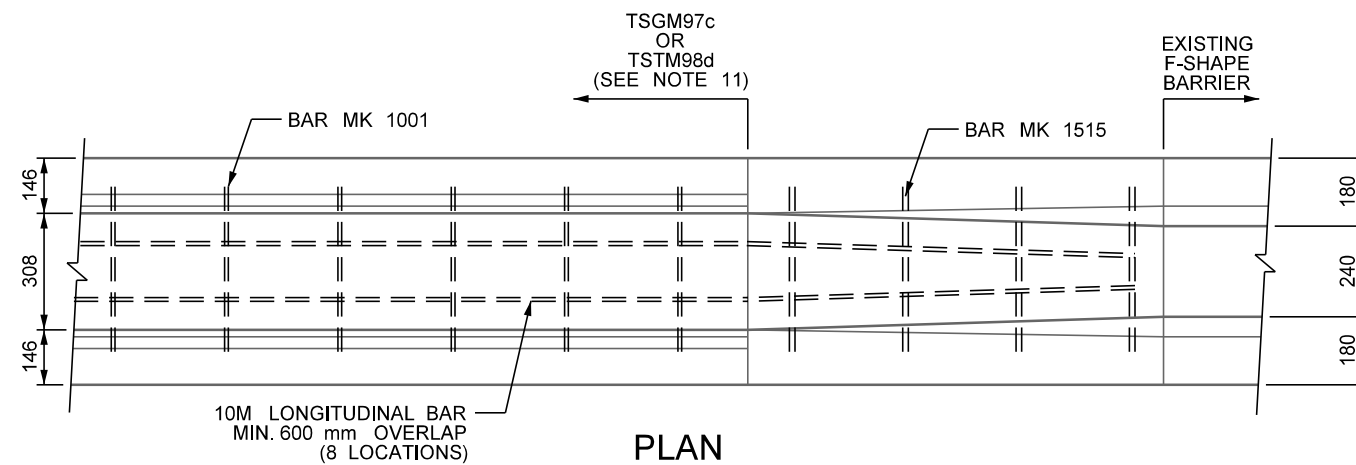 TSGM97c
OR
TSTM98d
(SEE NOTE 11)
EXISTING
F-SHAPE
BARRIER
BAR MK 1001
BAR MK 1515
146
308
146
180
240
180
10M LONGITUDINAL BAR
MIN. 600 mm OVERLAP
(8 LOCATIONS)
PLAN